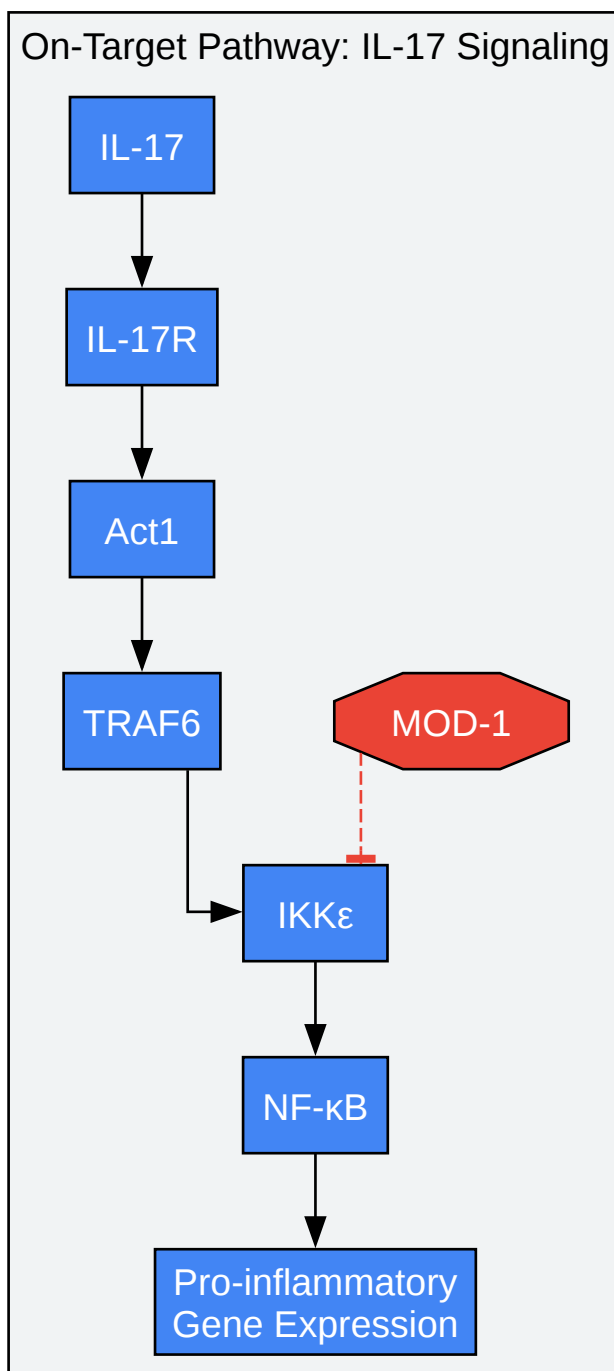 On-Target Pathway: IL-17 Signaling
IL-17
IL-17R
Act1
TRAF6
MOD-1
IKKε
NF-κB
Pro-inflammatory
Gene Expression